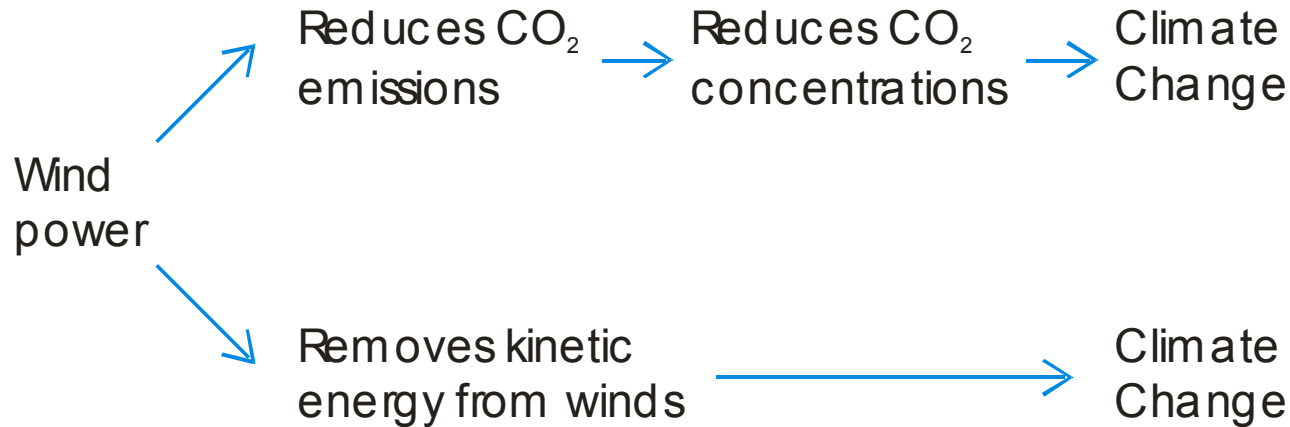 Reduces CO₂
emissions
Reduces CO₂
concentrations
Climate
Change
Wind
power
Removes kinetic
energy from winds
Climate
Change